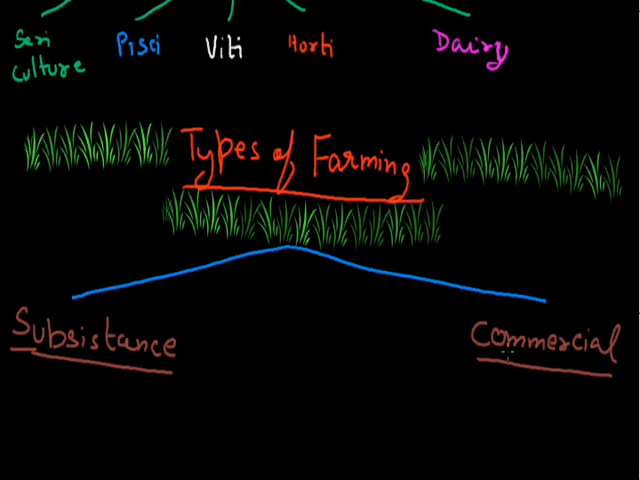 Seri Pisci Viti Horti Dairy
culture
Types of Farming
Subsistance Commercial